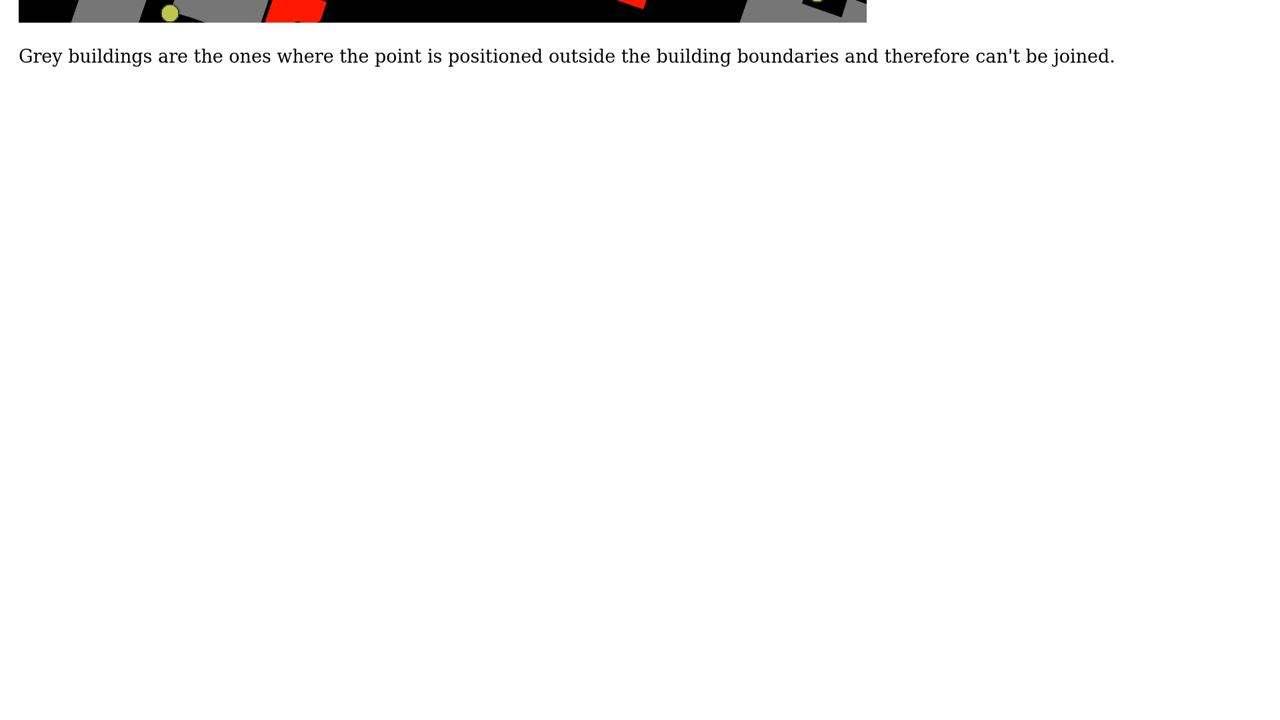 Grey buildings are the ones where the point is positioned outside the building boundaries and therefore can't be joined.